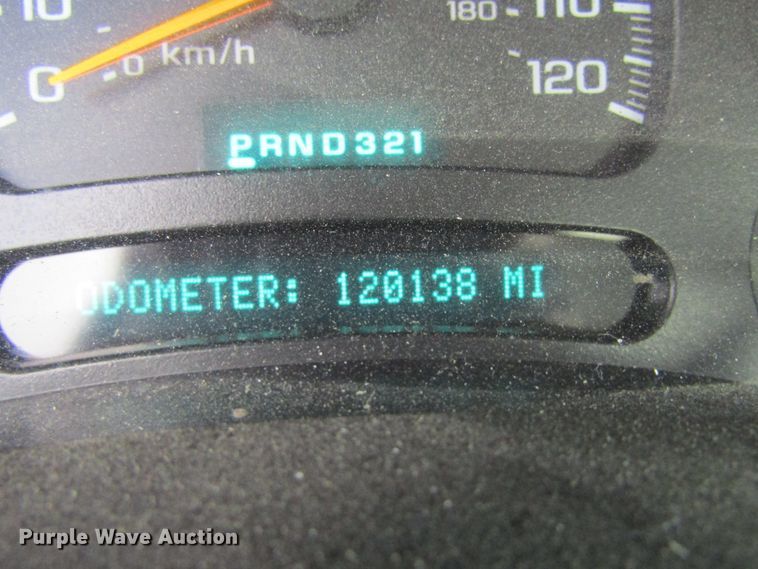 10 180 110
0 0 km/h 120
PRND321
ODOMETER: 120138 MI
Purple Wave Auction